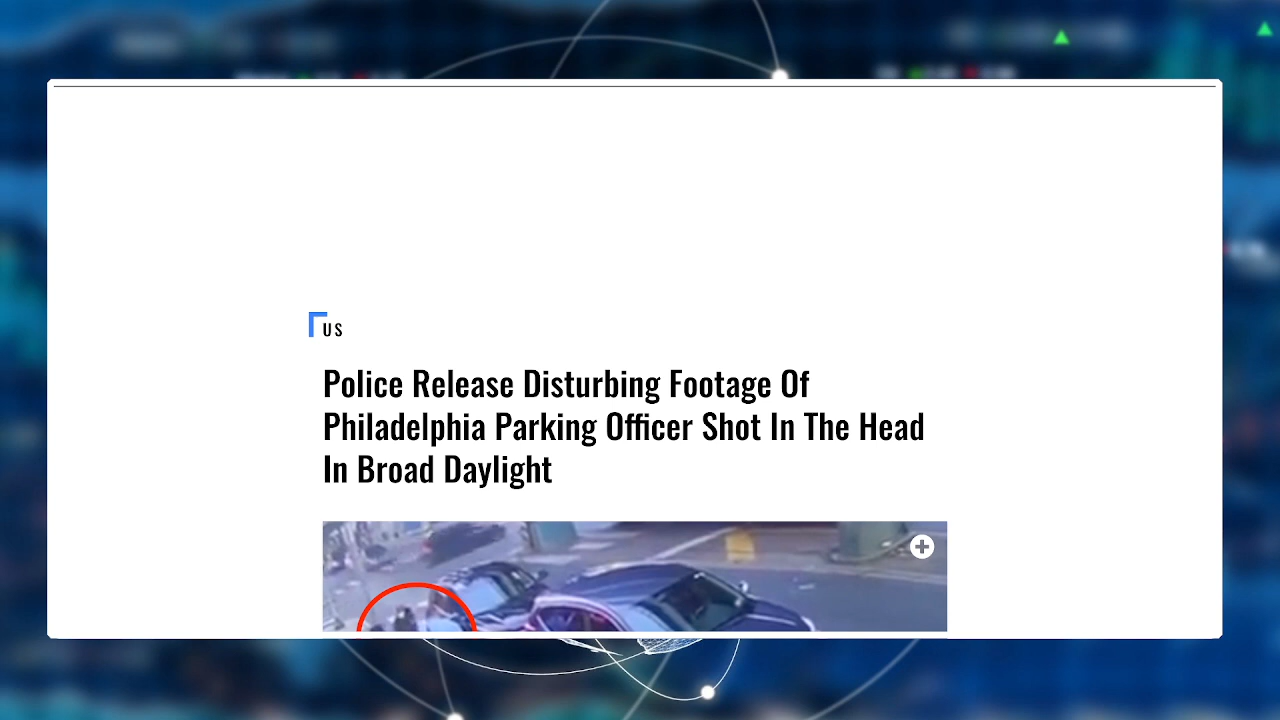 US
Police Release Disturbing Footage Of
Philadelphia Parking Officer Shot In The Head
In Broad Daylight